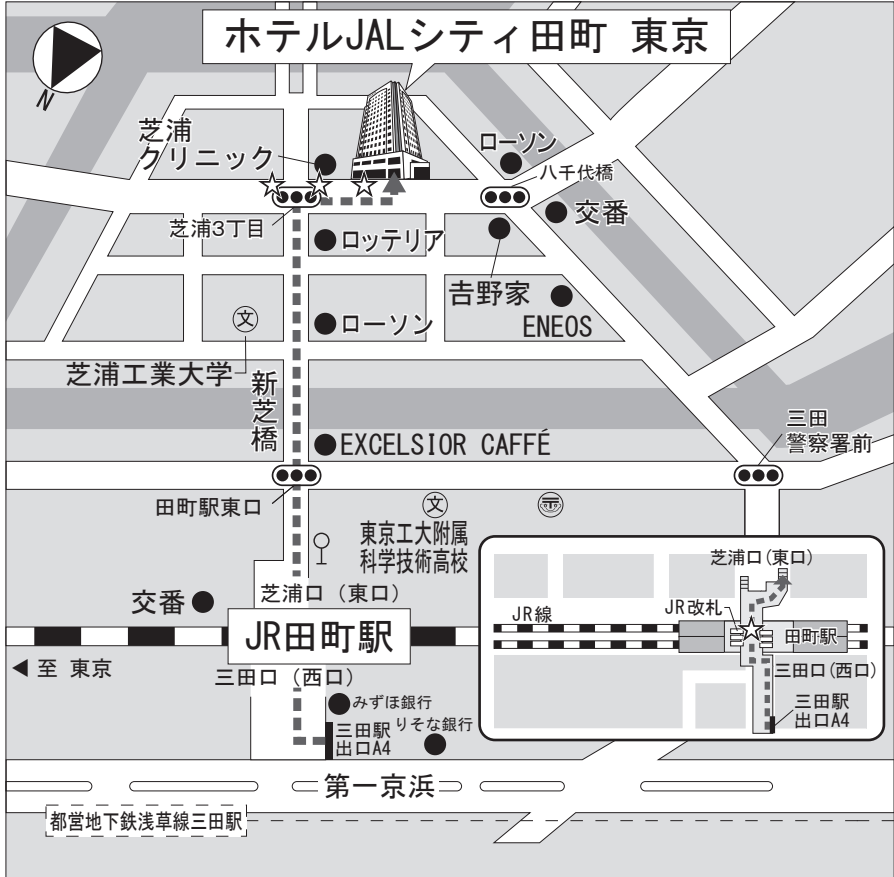 ホテルJALシティ田町 東京
N
芝浦
クリニック
ローソン
八千代橋
交番
芝浦3丁目
ロッテリア
𠮷野家
ENEOS
ローソン
文
芝浦工業大学
新芝橋
EXCELSIOR CAFFÉ
三田
警察署前
田町駅東口
文
東京工大附属
科学技術高校
芝浦口（東口）
交番
JR田町駅
◀至 東京
三田口（西口）
みずほ銀行
りそな銀行
三田駅
出口A4
芝浦口(東口)
JR線
JR改札
田町駅
三田口(西口)
三田駅
出口A4
第一京浜
都営地下鉄浅草線三田駅